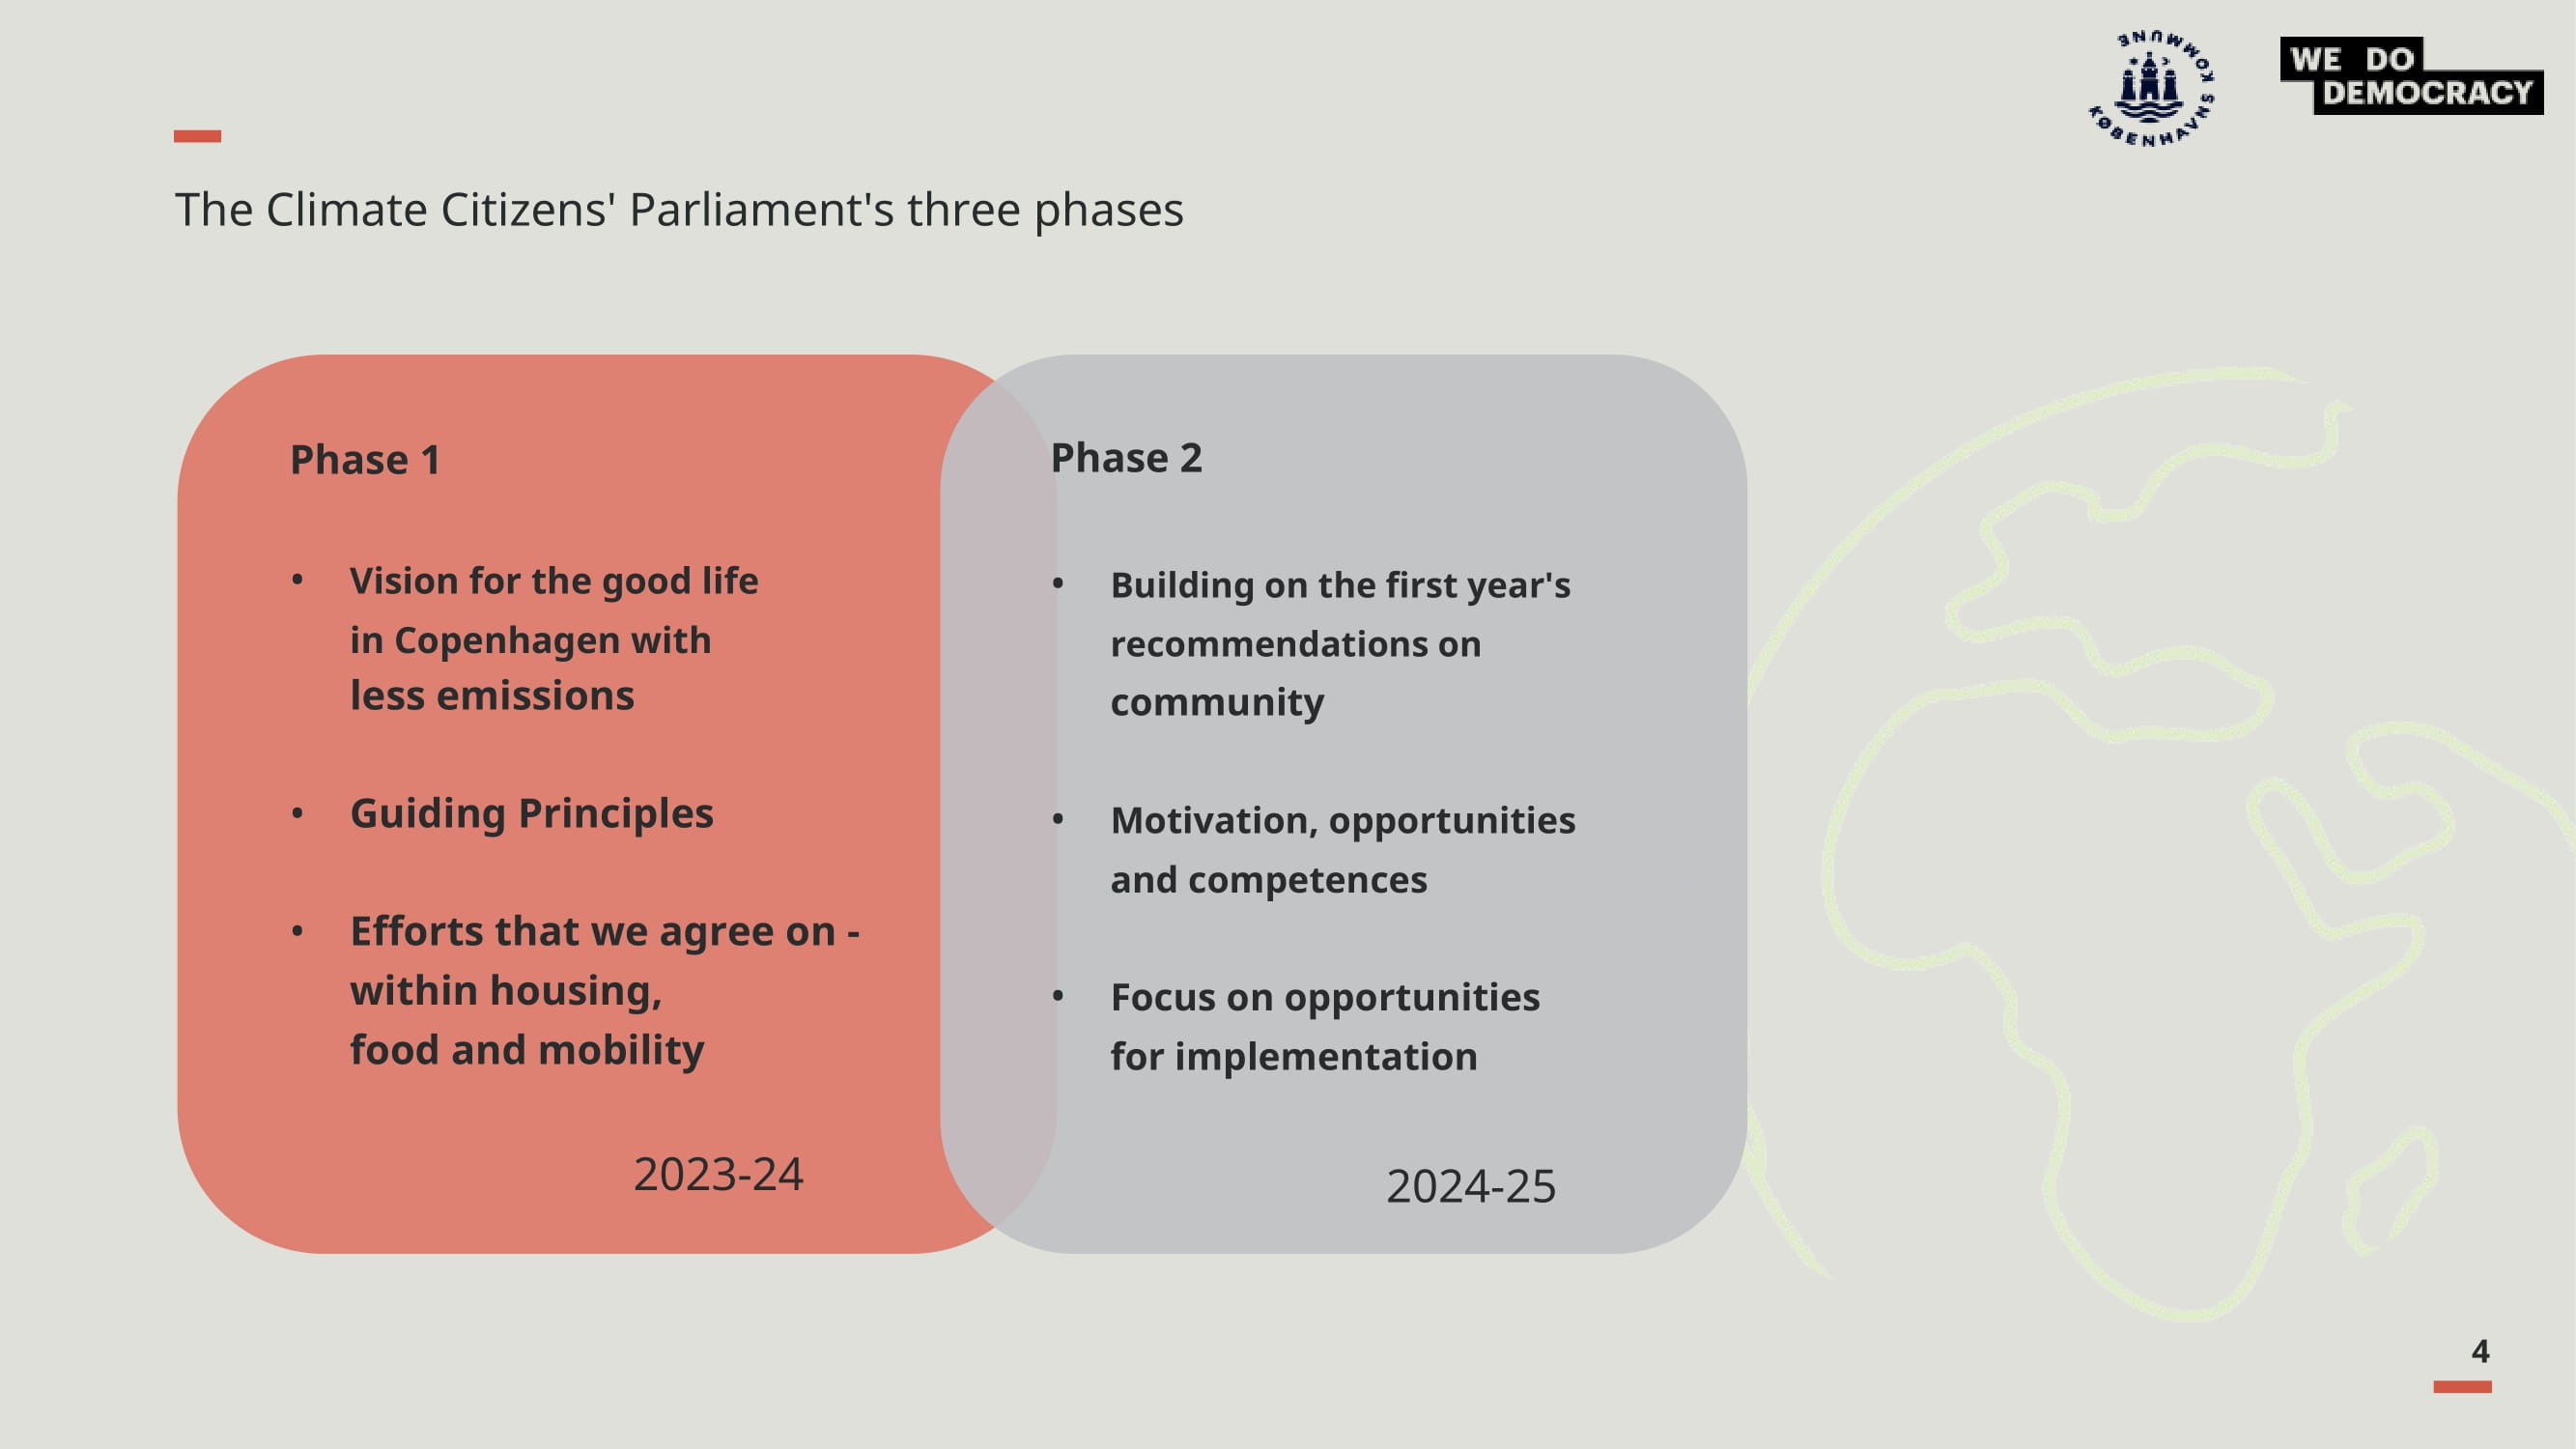 KØBENHAVNS KOMMUNE
WE DO
DEMOCRACY
The Climate Citizens' Parliament's three phases
Phase 1
• Vision for the good life
in Copenhagen with
less emissions
• Guiding Principles
• Efforts that we agree on -
within housing,
food and mobility
2023-24
Phase 2
• Building on the first year's
recommendations on
community
• Motivation, opportunities
and competences
• Focus on opportunities
for implementation
2024-25
4